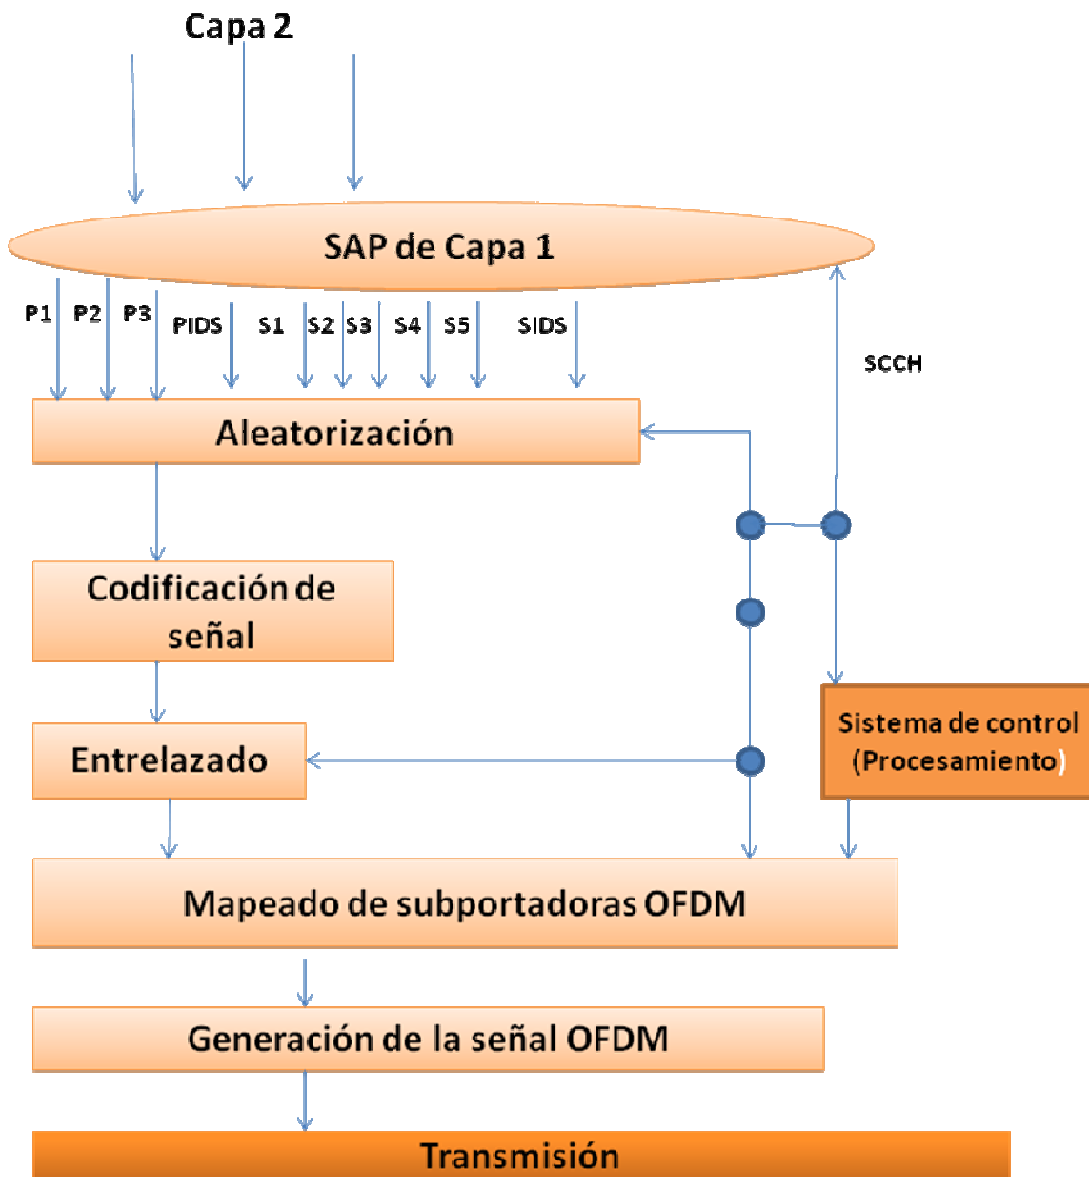 Capa 2
SAP de Capa 1
P1
P2
P3
PIDS
S1
S2
S3
S4
S5
SIDS
SCCH
Aleatorización
Codificación de
señal
Sistema de control
(Procesamiento)
Entrelazado
Mapeado de subportadoras OFDM
Generación de la señal OFDM
Transmisión